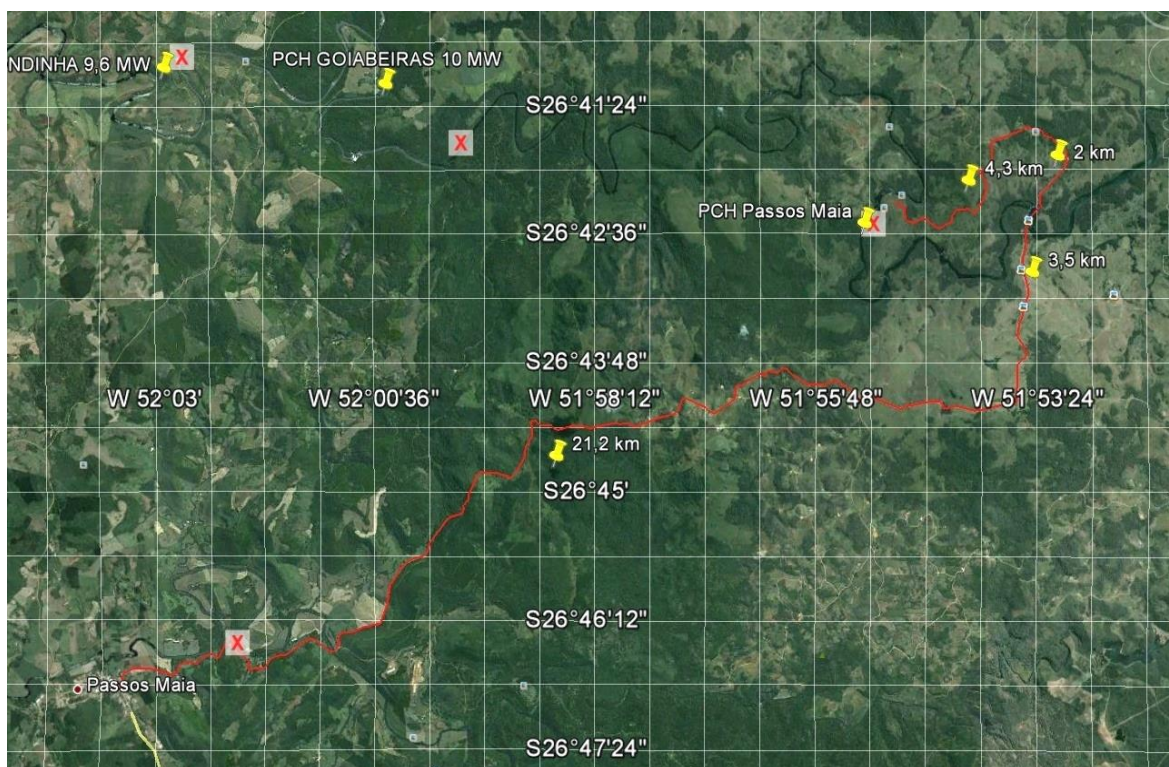 NDINHA 9,6 MW
X
PCH GOIABEIRAS 10 MW
S26°41'24"
X
2 km
4,3 km
PCH Passos Maia
X
S26°42'36"
3,5 km
S26°43'48"
W 52°03'
W 52°00'36"
W 51°58'12"
W 51°55'48"
W 51°53'24"
21,2 km
S26°45'
S26°46'12"
X
Passos Maia
S26°47'24"